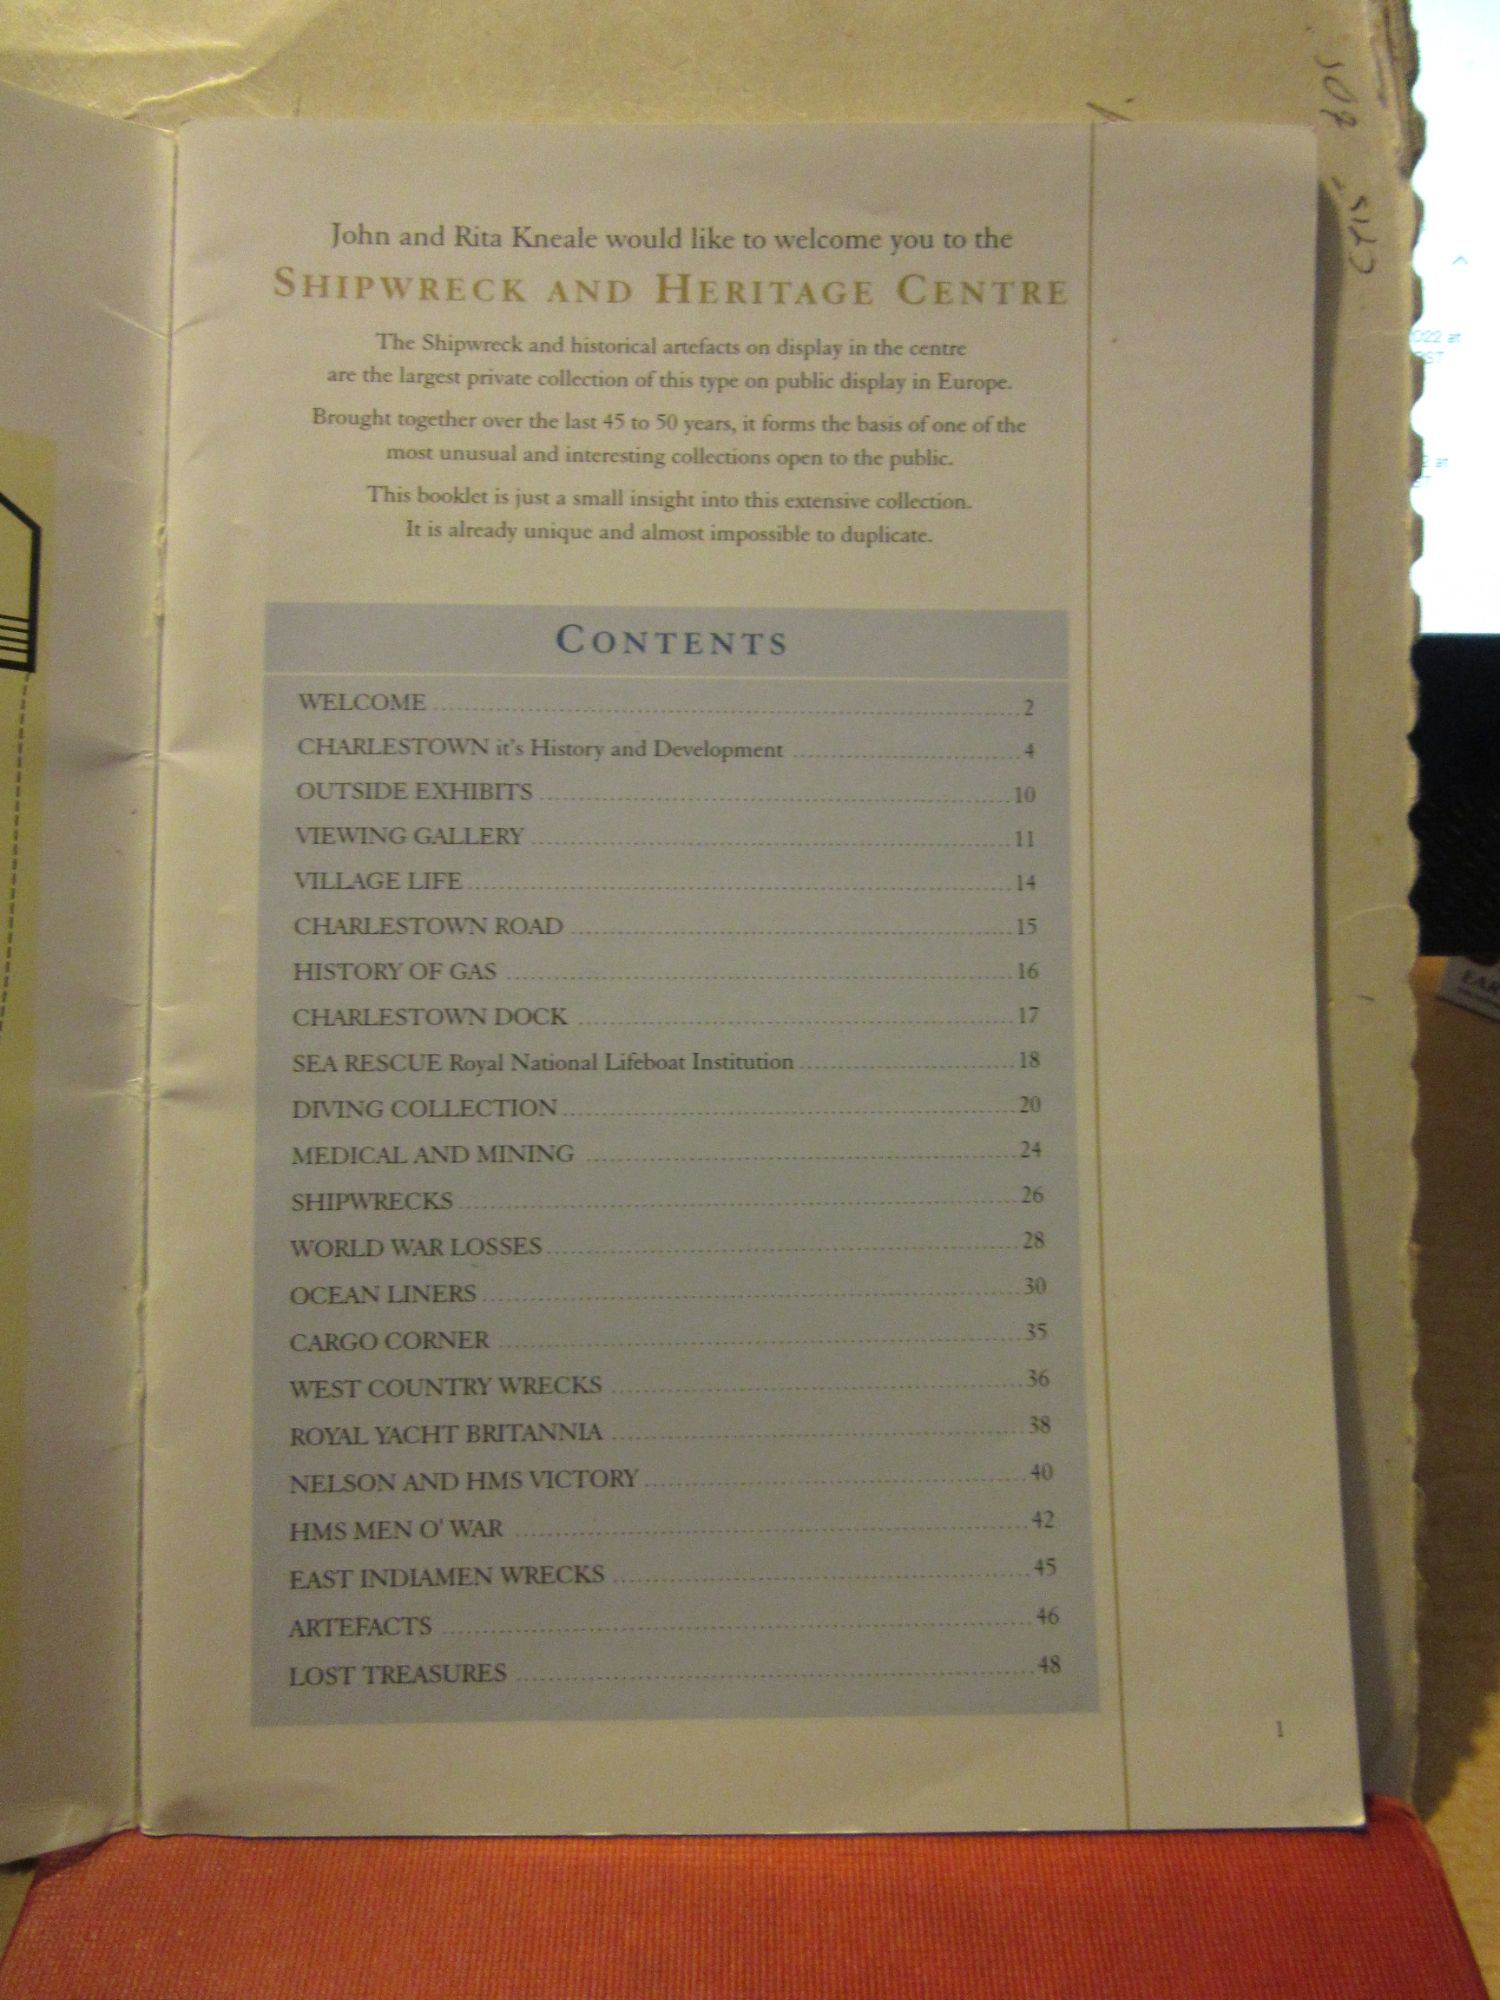 John and Rita Kneale would like to welcome you to the
SHIPWRECK AND HERITAGE CENTRE
The Shipwreck and historical artefacts on display in the centre
are the largest private collection of this type on public display in Europe.
Brought together over the last 45 to 50 years, it forms the basis of one of the
most unusual and interesting collections open to the public.
This booklet is just a small insight into this extensive collection.
It is already unique and almost impossible to duplicate.
CONTENTS
WELCOME 2
CHARLESTOWN it's History and Development 4
OUTSIDE EXHIBITS 10
VIEWING GALLERY 11
VILLAGE LIFE 14
CHARLESTOWN ROAD 15
HISTORY OF GAS 16
CHARLESTOWN DOCK 17
SEA RESCUE Royal National Lifeboat Institution 18
DIVING COLLECTION 20
MEDICAL AND MINING 24
SHIPWRECKS 26
WORLD WAR LOSSES 28
OCEAN LINERS 30
CARGO CORNER 35
WEST COUNTRY WRECKS 36
ROYAL YACHT BRITANNIA 38
NELSON AND HMS VICTORY 40
HMS MEN O' WAR 42
EAST INDIAMEN WRECKS 45
ARTEFACTS 46
LOST TREASURES 48
1